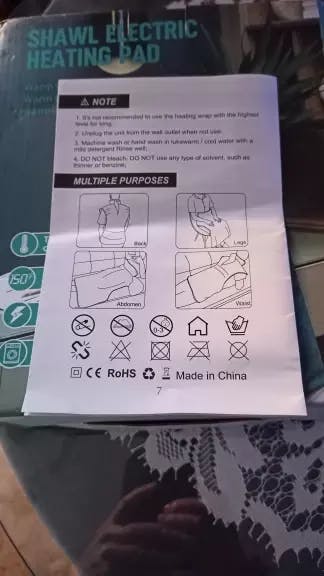 SHAWL ELECTRIC
HEATING PAD
⚠ NOTE
1. It's not recommended to use the heating wrap with the highest
level for long;
2. Unplug the unit from the wall outlet when not use.
3. Machine wash or hand wash in lukewarm / cold water with a
mild detergent Rinse well;
4. DO NOT bleach, DO NOT use any type of solvent, such as
thinner or benzine;
MULTIPLE PURPOSES
Back
Legs
Abdomen
Waist
0-3
CE RoHS Made in China
7